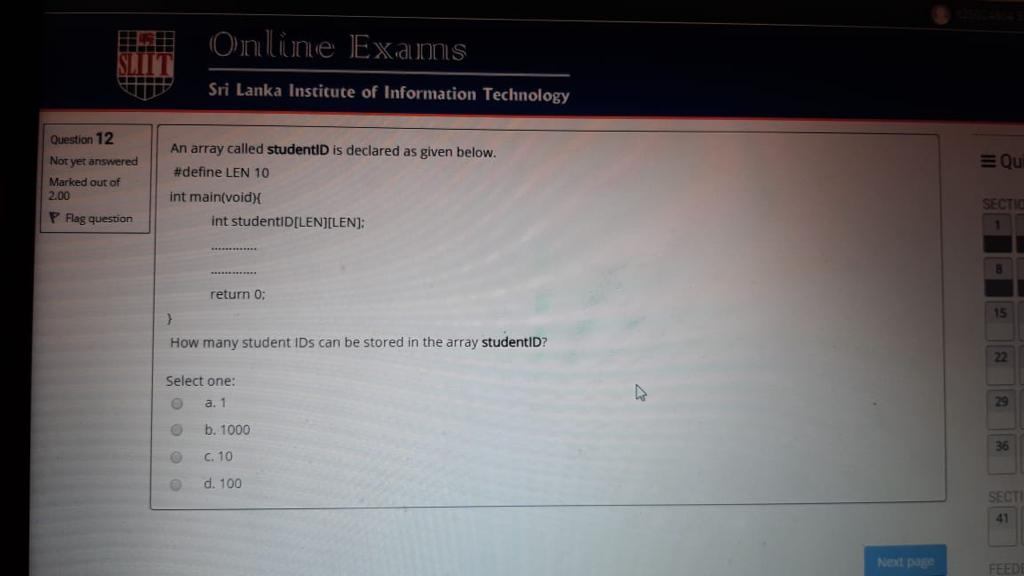 SLIIT
Online Exams
Sri Lanka Institute of Information Technology
Question 12
Not yet answered
Marked out of
2.00
Flag question
An array called studentID is declared as given below.
#define LEN 10
int main(void){
int studentID[LEN][LEN];
.............
.............
return 0;
}
How many student IDs can be stored in the array studentID?
Select one:
a. 1
b. 1000
c. 10
d. 100
Next page
Qu
SECTIO
1
8
15
22
29
36
SECTI
41
FEED